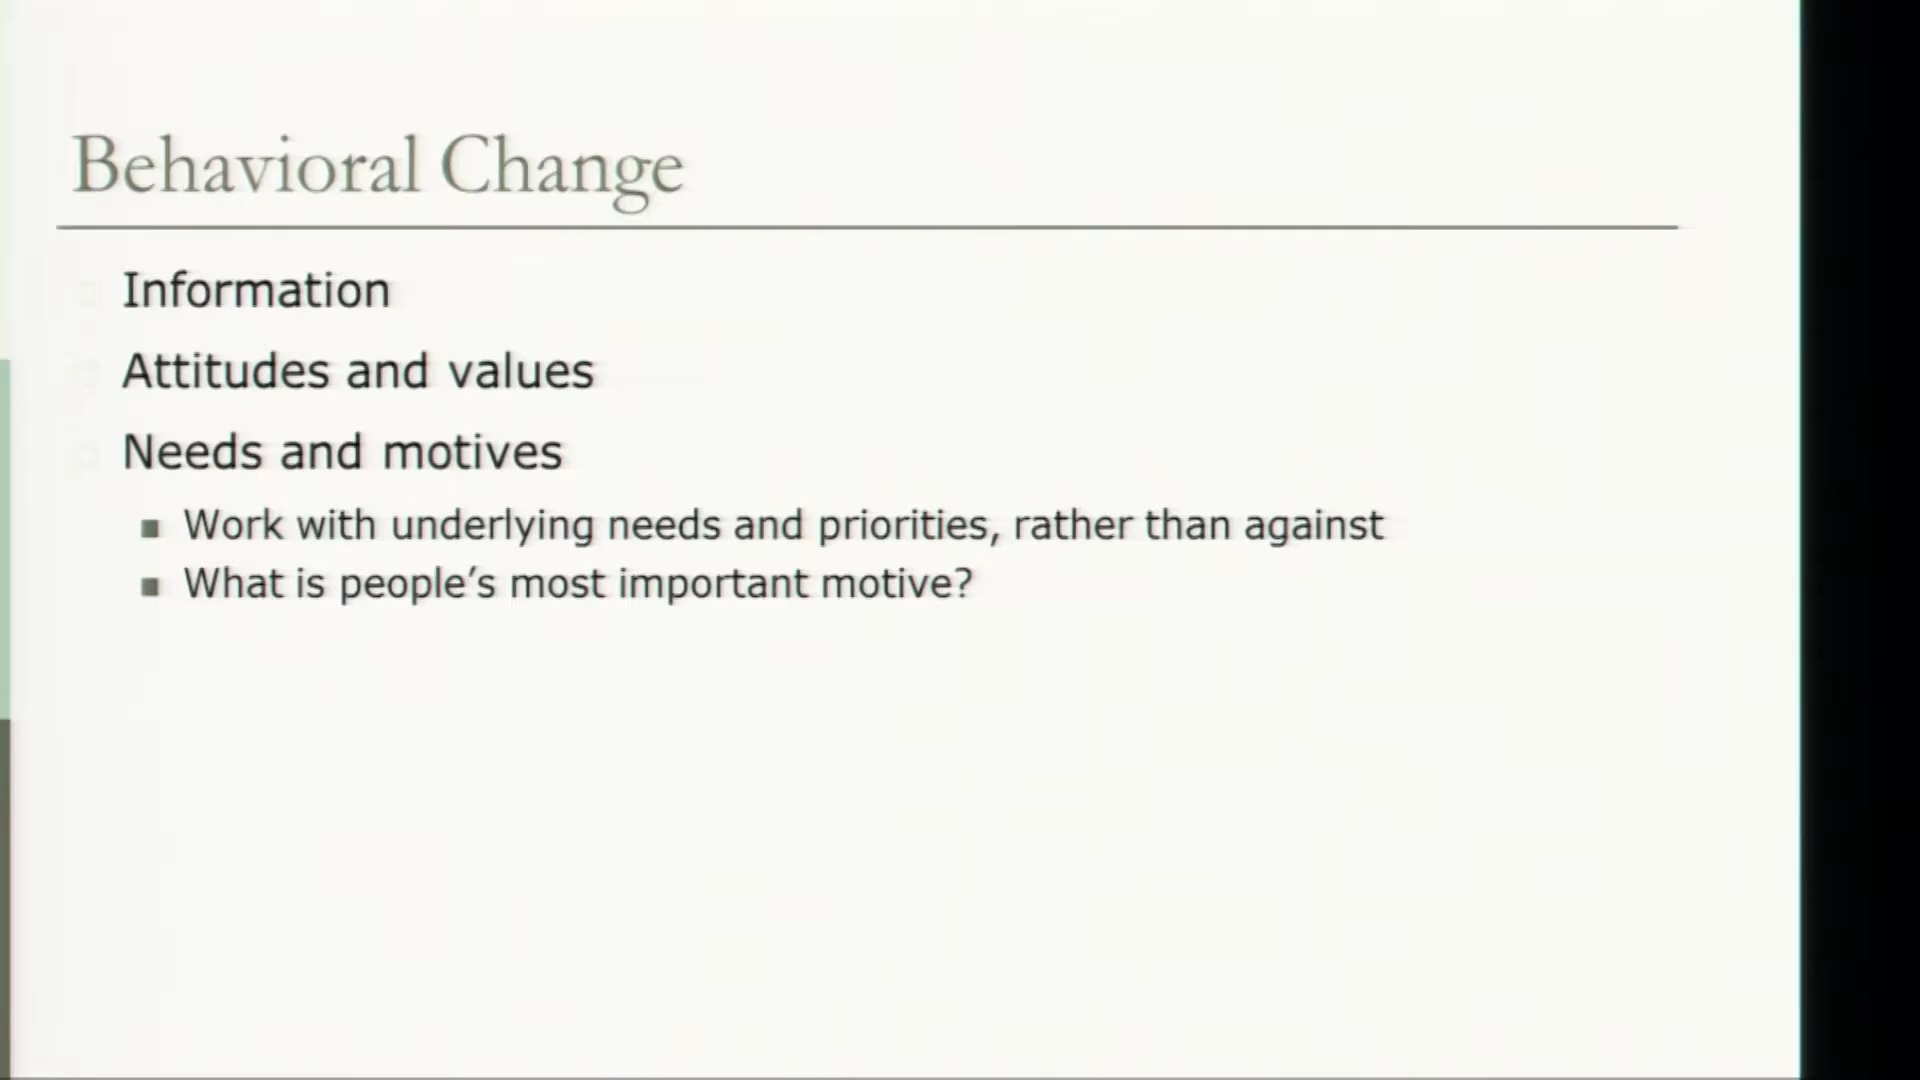 Behavioral Change
Information
Attitudes and values
Needs and motives
Work with underlying needs and priorities, rather than against
What is people’s most important motive?